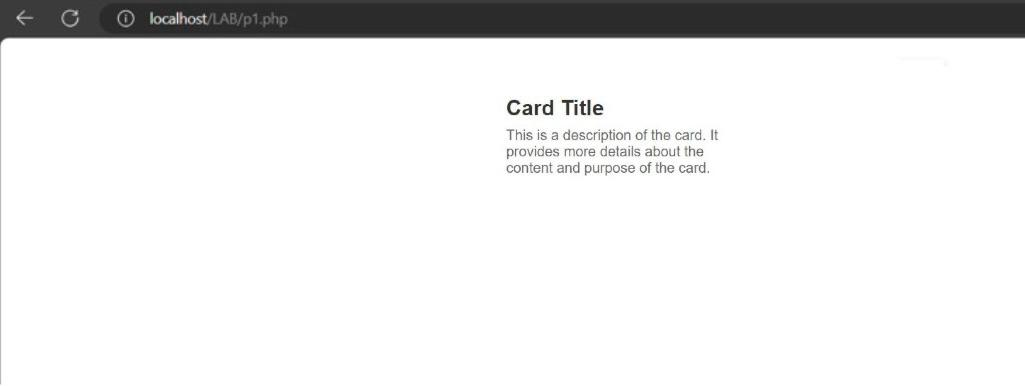 localhost/LAB/p1.php
Card Title
This is a description of the card. It
provides more details about the
content and purpose of the card.